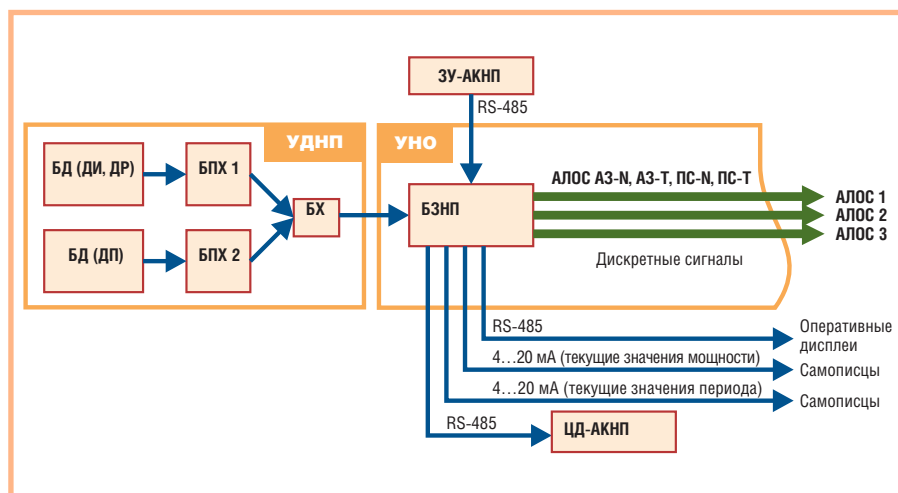 ЗУ-АКНП
RS-485
УДНП
УНО
БД (ДИ, ДР)
БПХ 1
БХ
БД (ДП)
БПХ 2
БЗНП
АЛОС АЗ-N, АЗ-Т, ПС-N, ПС-Т
АЛОС 1
АЛОС 2
АЛОС 3
Дискретные сигналы
RS-485
Оперативные
дисплеи
4...20 мА (текущие значения мощности)
Самописцы
4...20 мА (текущие значения периода)
Самописцы
RS-485
ЦД-АКНП